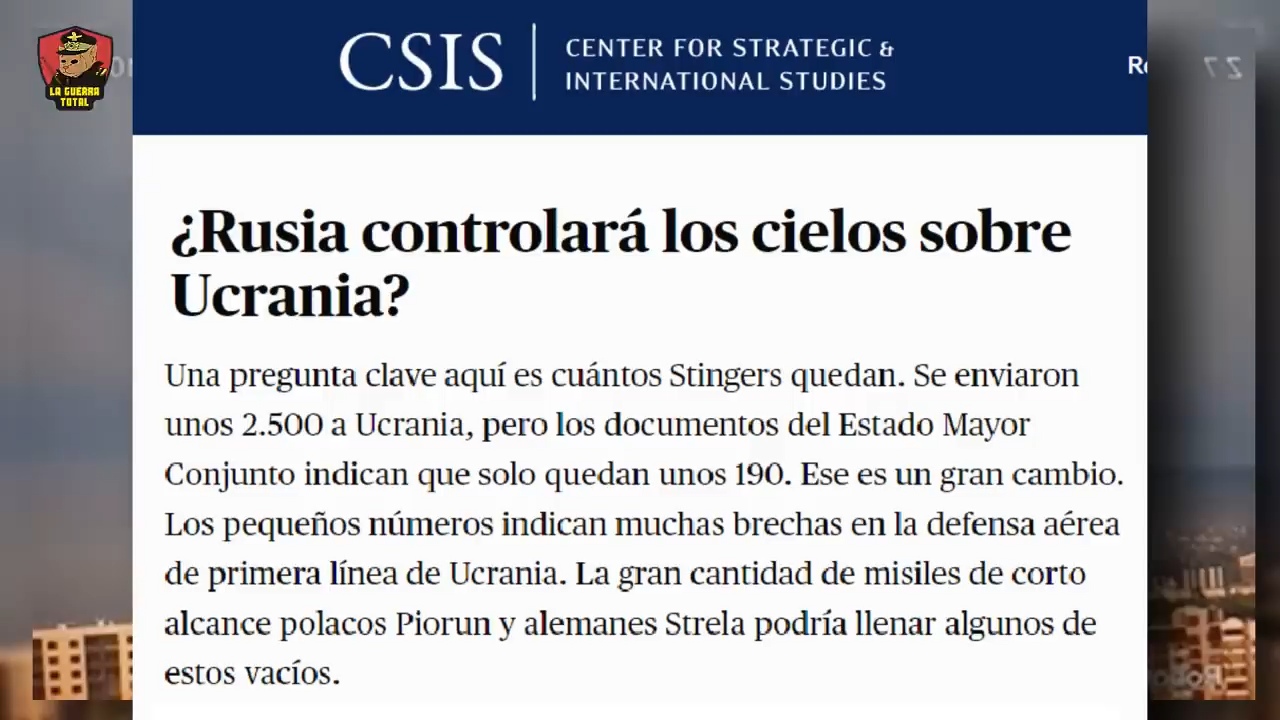 LA GUERRA
TOTAL
CSIS
CENTER FOR STRATEGIC &
INTERNATIONAL STUDIES
¿Rusia controlará los cielos sobre
Ucrania?
Una pregunta clave aquí es cuántos Stingers quedan. Se enviaron
unos 2.500 a Ucrania, pero los documentos del Estado Mayor
Conjunto indican que solo quedan unos 190. Ese es un gran cambio.
Los pequeños números indican muchas brechas en la defensa aérea
de primera línea de Ucrania. La gran cantidad de misiles de corto
alcance polacos Piorun y alemanes Strela podría llenar algunos de
estos vacíos.